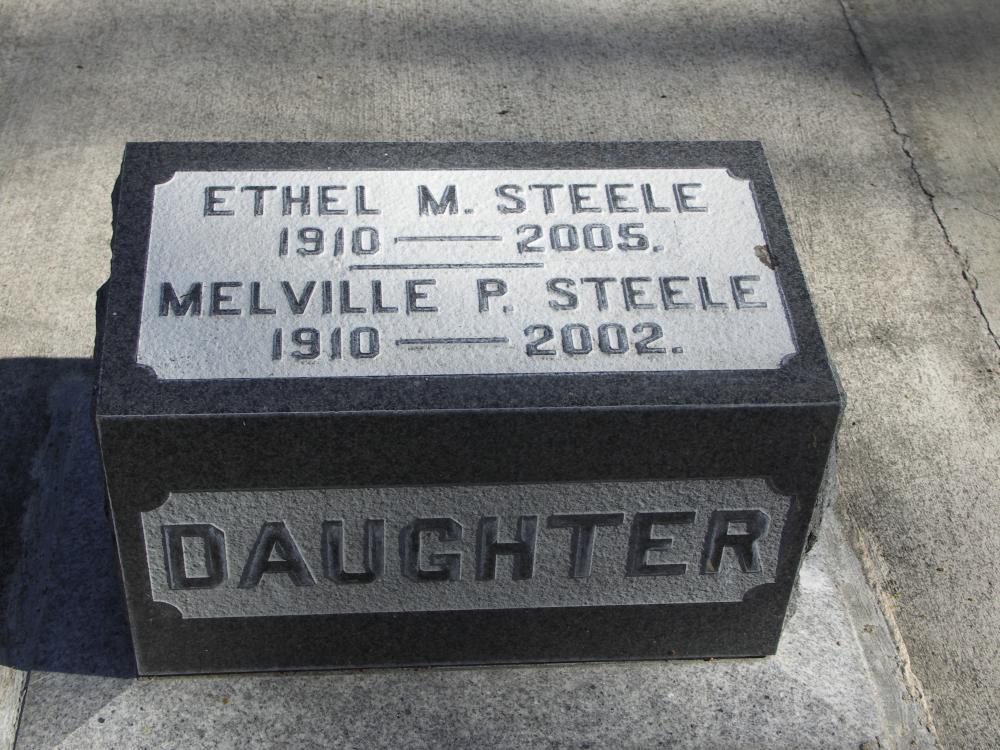 ETHEL M. STEELE
1910 — 2005.
MELVILLE P. STEELE
1910 — 2002.
DAUGHTER